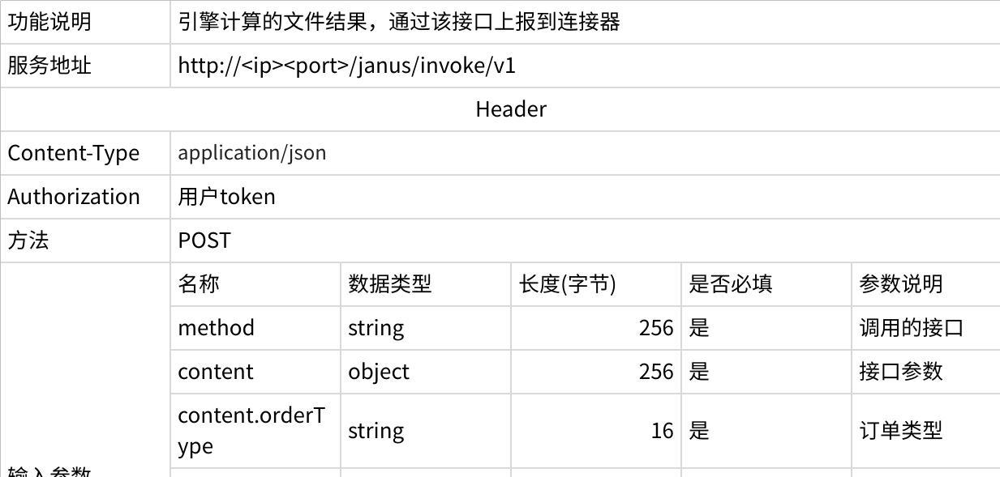 功能说明 引擎计算的文件结果，通过该接口上报到连接器
服务地址 http://<ip><port>/janus/invoke/v1
Header
Content-Type application/json
Authorization 用户token
方法 POST
名称 数据类型 长度(字节) 是否必填 参数说明
method string 256 是 调用的接口
content object 256 是 接口参数
content.orderT
ype string 16 是 订单类型
输入参数